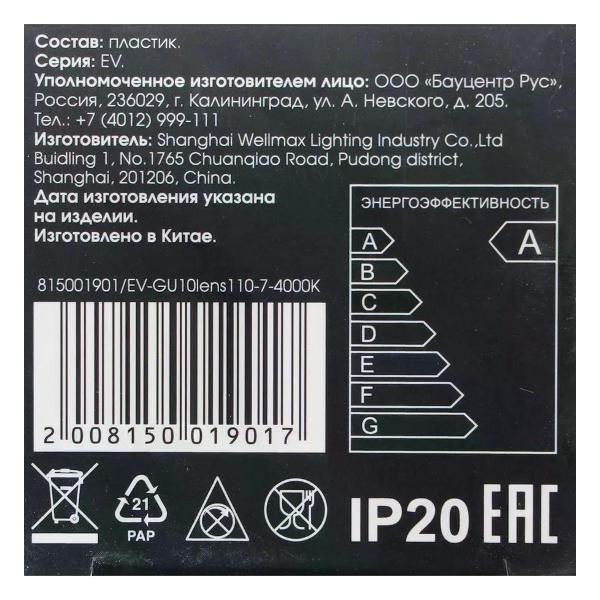 Состав: пластик.
Серия: EV.
Уполномоченное изготовителем лицо: ООО «Бауцентр Рус»,
Россия, 236029, г. Калининград, ул. А. Невского, д. 205.
Тел.: +7 (4012) 999-111
Изготовитель: Shanghai Wellmax Lighting Industry Co.,Ltd
Buidling 1, No.1765 Chuanqiao Road, Pudong district,
Shanghai, 201206, China.
Дата изготовления указана
на изделии.
Изготовлено в Китае.
ЭНЕРГОЭФФЕКТИВНОСТЬ
A A
B
C
D
E
F
G
815001901/EV-GU10lens110-7-4000K
2 008150 019017
21
PAP
IP20 EAC